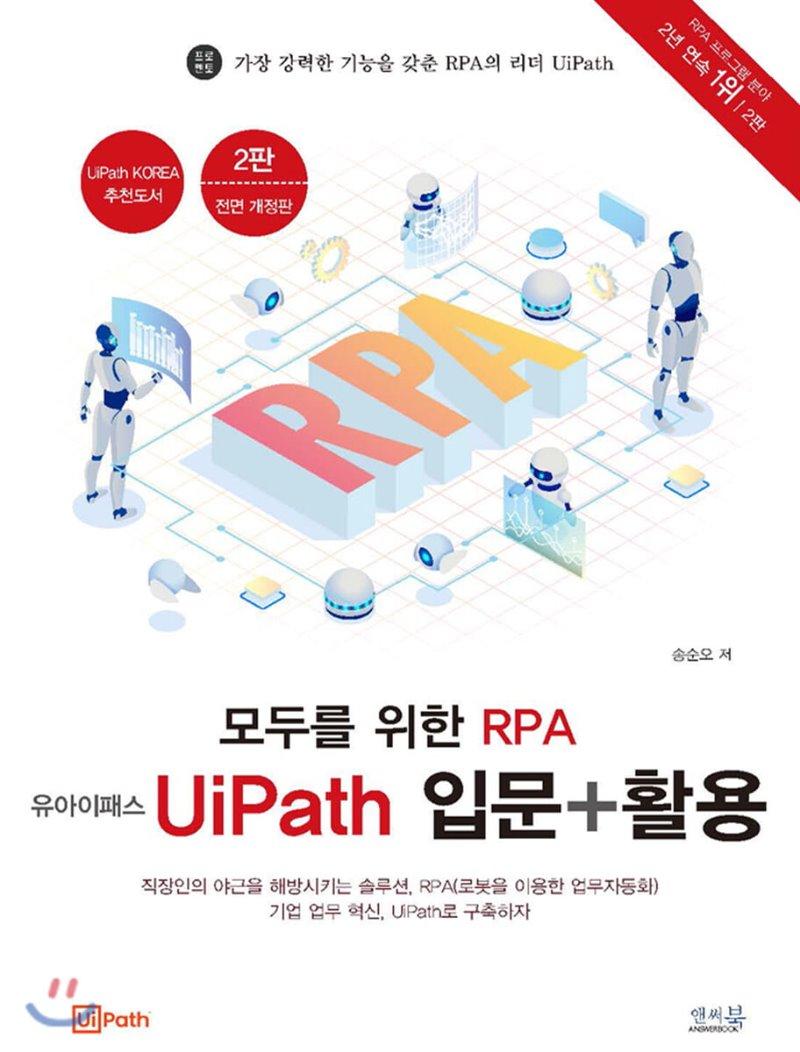 프로
멘토
가장 강력한 기능을 갖춘 RPA의 리더 UiPath
RPA 프로그램 분야
2년 연속 1위 / 2판
UiPath KOREA
추천도서
2판
전면 개정판
RPA
송순오 저
모두를 위한 RPA
유아이패스 UiPath 입문+활용
직장인의 야근을 해방시키는 솔루션, RPA(로봇을 이용한 업무자동화)
기업 업무 혁신, UiPath로 구축하자
UiPath
앤써북
ANSWERBOOK